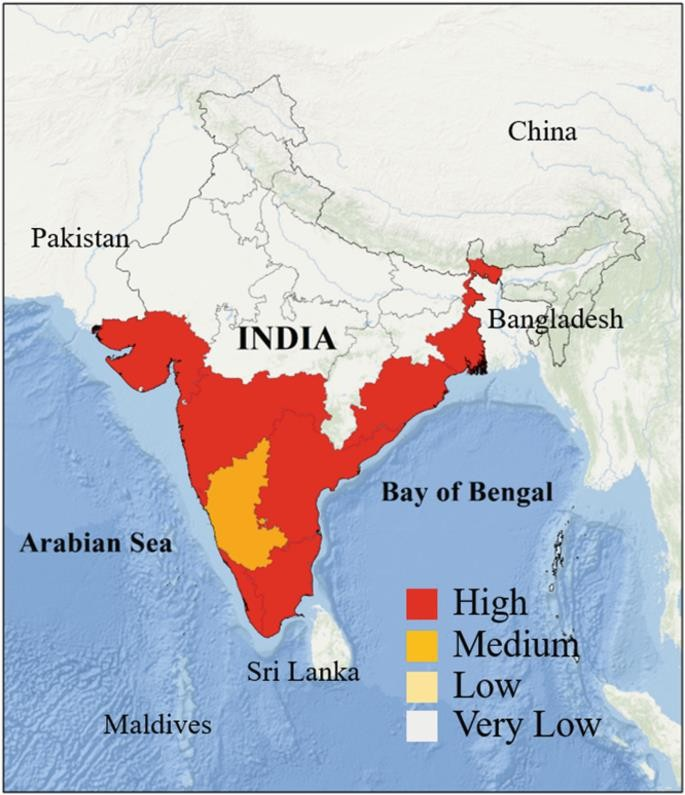 China
Pakistan
INDIA
Bangladesh
Bay of Bengal
Arabian Sea
High
Medium
Sri Lanka
Low
Maldives
Very Low